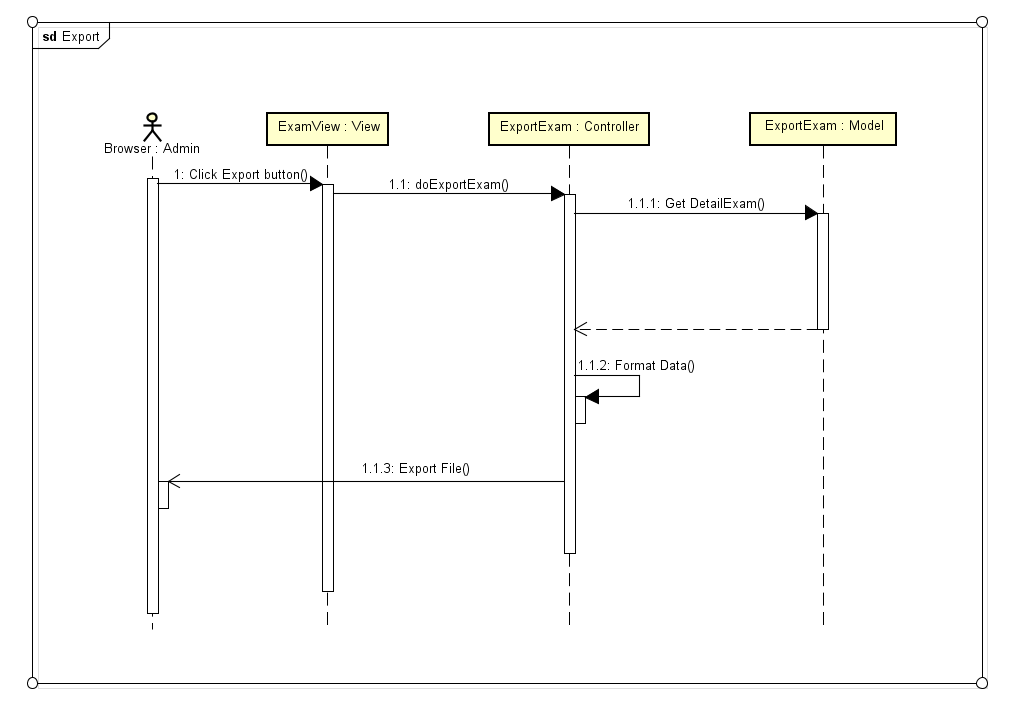 sd Export
Browser : Admin
ExamView : View
ExportExam : Controller
ExportExam : Model
1: Click Export button()
1.1: doExportExam()
1.1.1: Get DetailExam()
1.1.2: Format Data()
1.1.3: Export File()